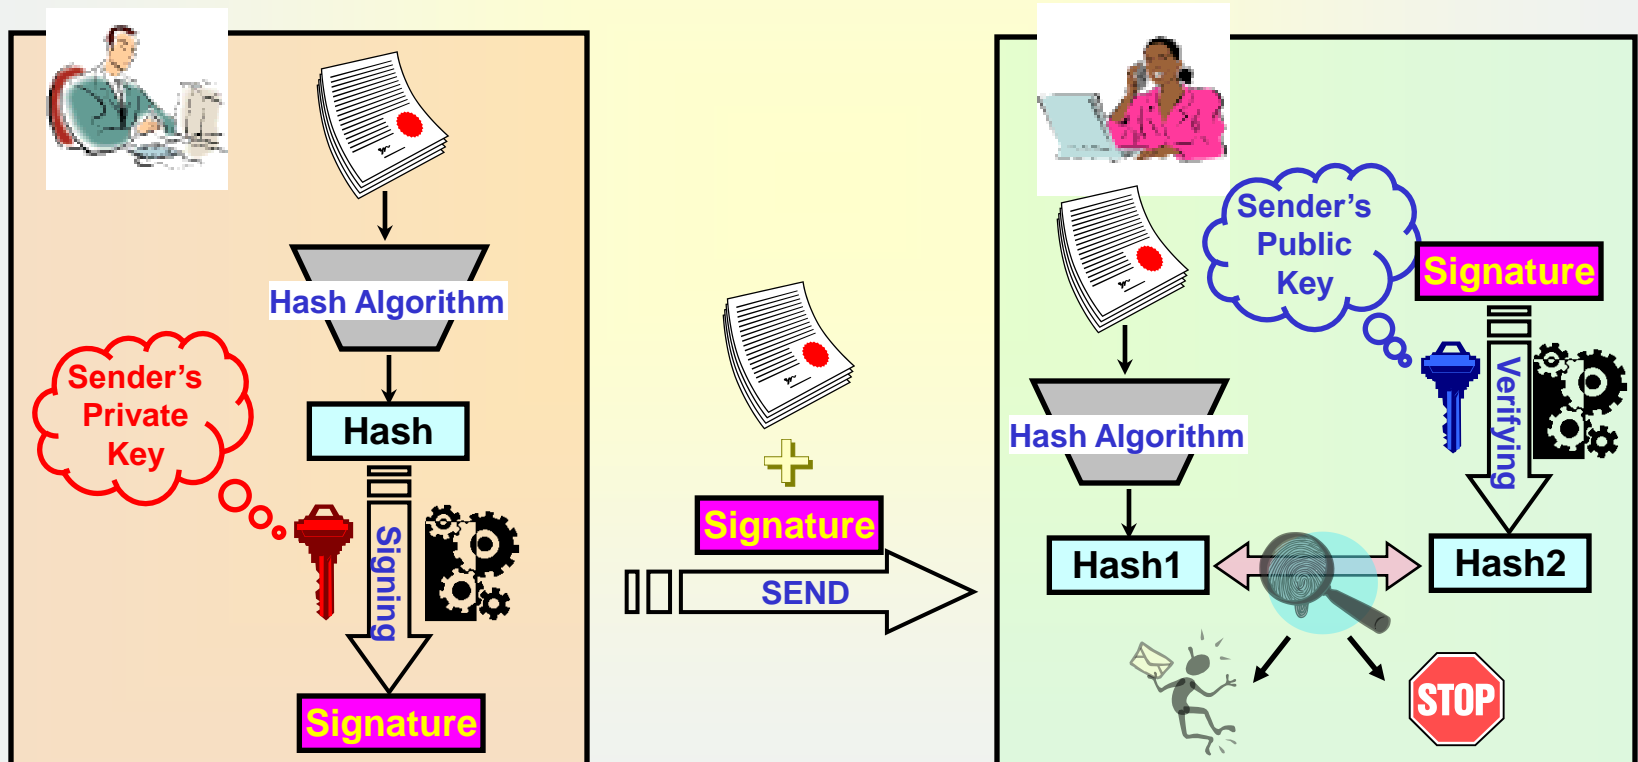 Hash Algorithm
Sender's
Private
Key
Hash
Signing
Signature
Signature
SEND
Sender's
Public
Key
Signature
Verifying
Hash Algorithm
Hash1
Hash2
STOP